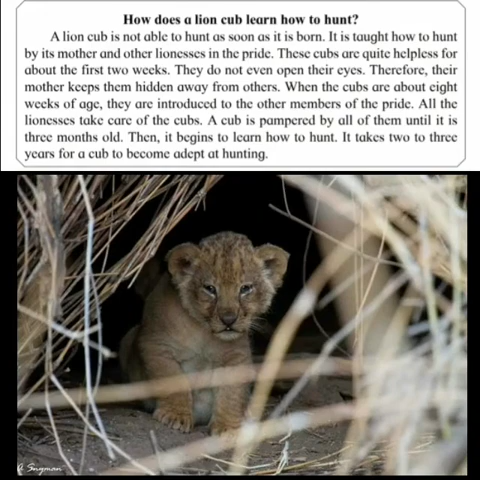 How does a lion cub learn how to hunt?
A lion cub is not able to hunt as soon as it is born. It is taught how to hunt
by its mother and other lionesses in the pride. These cubs are quite helpless for
about the first two weeks. They do not even open their eyes. Therefore, their
mother keeps them hidden away from others. When the cubs are about eight
weeks of age, they are introduced to the other members of the pride. All the
lionesses take care of the cubs. A cub is pampered by all of them until it is
three months old. Then, it begins to learn how to hunt. It takes two to three
years for a cub to become adept at hunting.
A Snyman